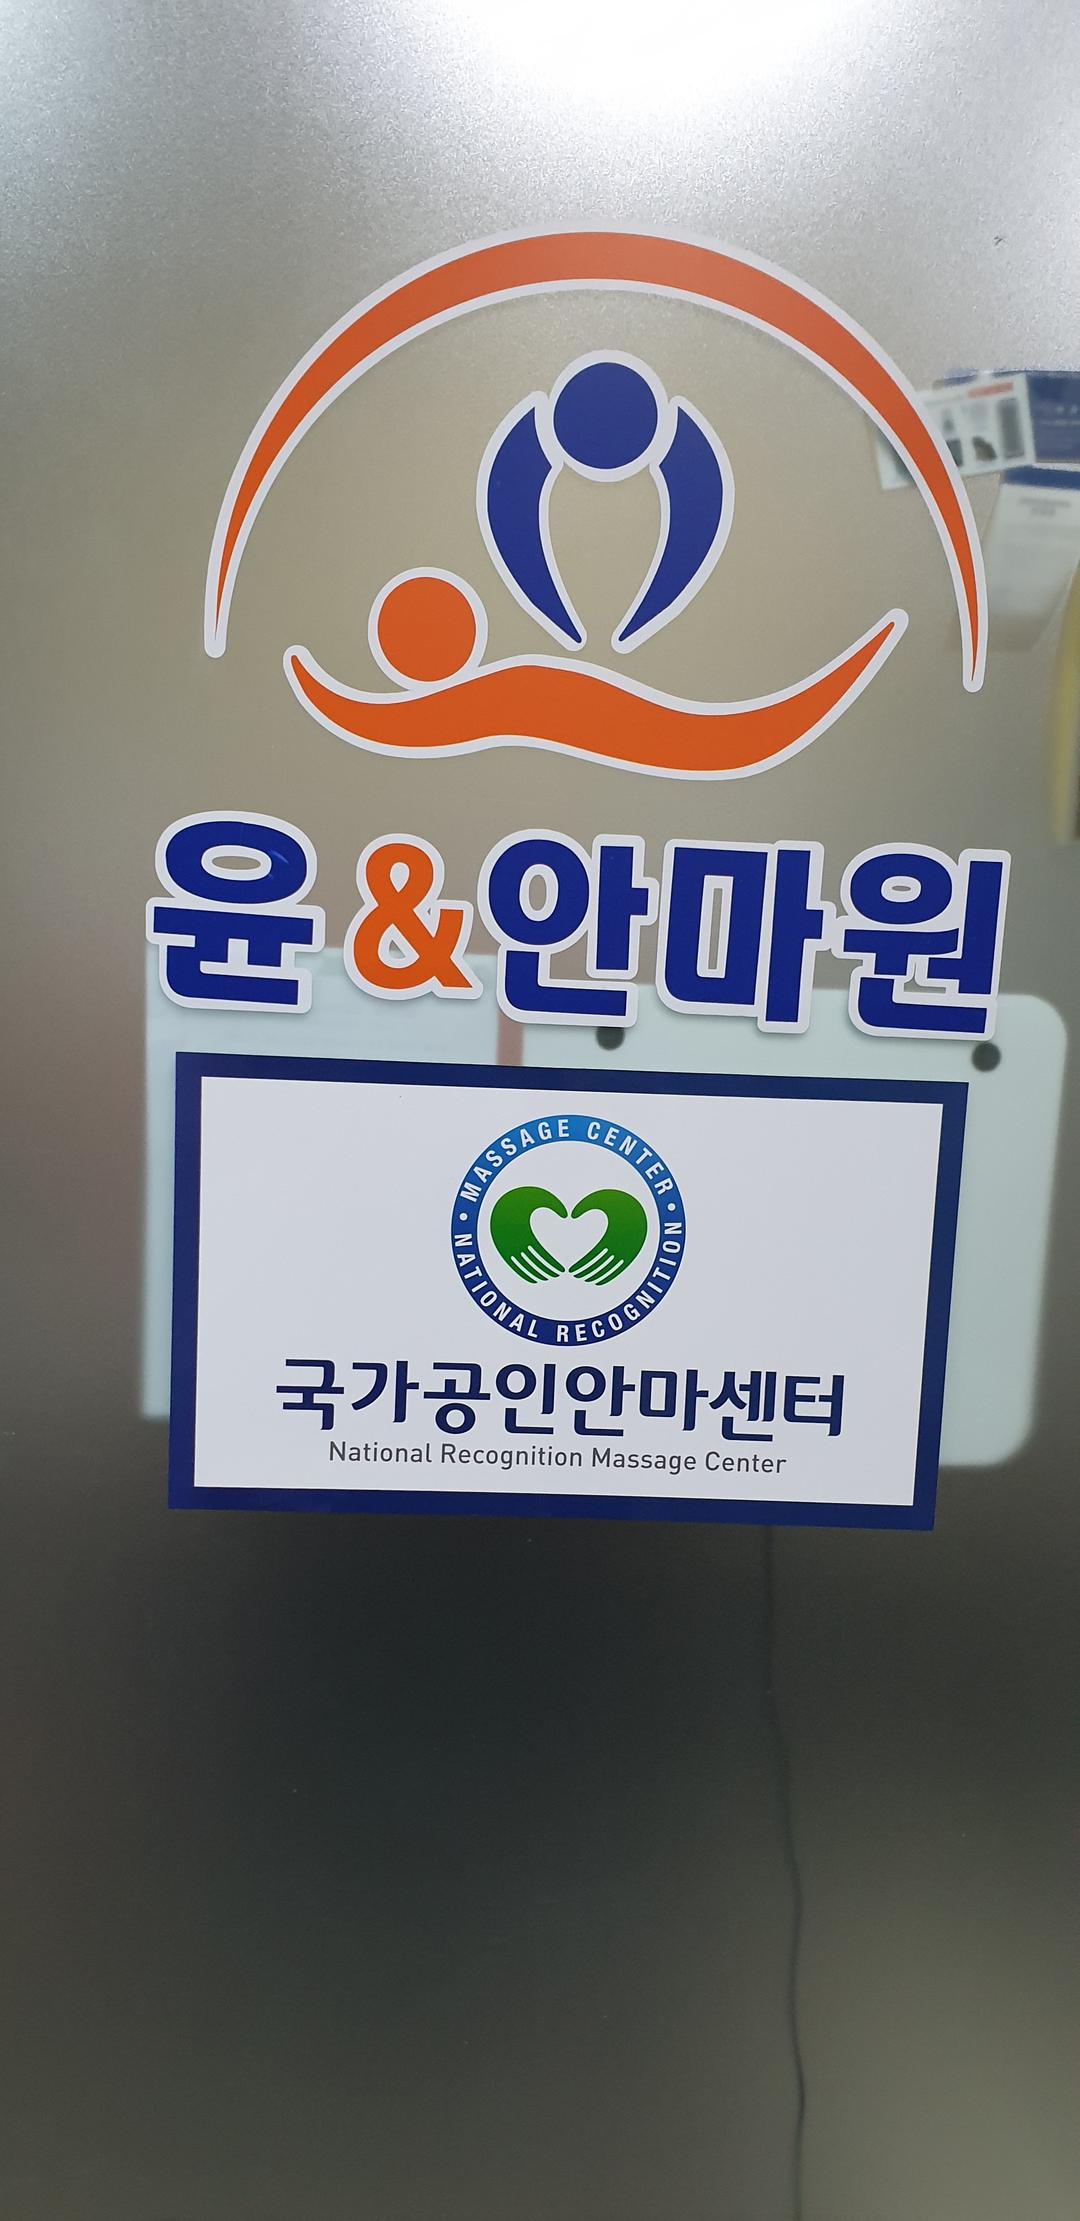 윤 & 안마원
MASSAGE CENTER
NATIONAL RECOGNITION
국가공인안마센터
National Recognition Massage Center